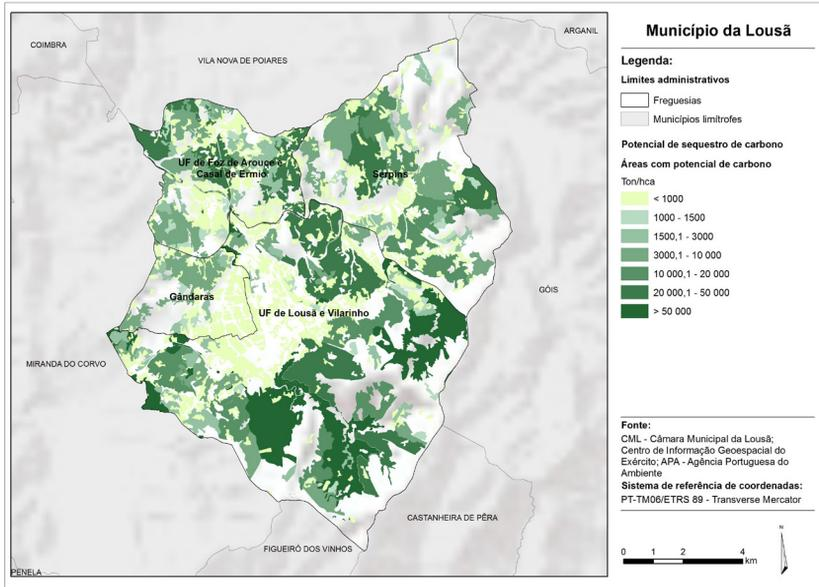 COIMBRA
ARGANIL
VILA NOVA DE POIARES
UF de Foz de Arouce e
Casal de Ermio
Serpins
GÓIS
Gândaras
UF de Lousã e Vilarinho
MIRANDA DO CORVO
CASTANHEIRA DE PÊRA
FIGUEIRÓ DOS VINHOS
PENELA
Município da Lousã
Legenda:
Limites administrativos
Freguesias
Municípios limítrofes
Potencial de sequestro de carbono
Áreas com potencial de carbono
Ton/hca
< 1000
1000 - 1500
1500,1 - 3000
3000,1 - 10 000
10 000,1 - 20 000
20 000,1 - 50 000
> 50 000
Fonte:
CML - Câmara Municipal da Lousã;
Centro de Informação Geoespacial do
Exército; APA - Agência Portuguesa do
Ambiente
Sistema de referência de coordenadas:
PT-TM06/ETRS 89 - Transverse Mercator
N
0 1 2 4
km